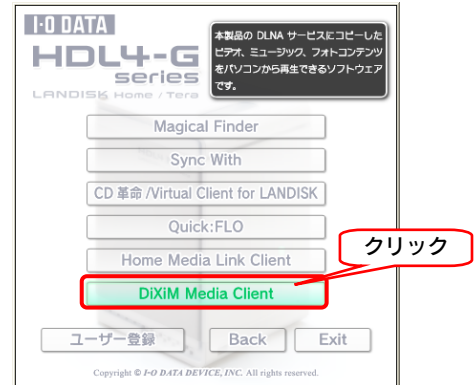 I-O DATA
HDL4-G
series
LANDISK Home / Tera
本製品の DLNA サービスにコピーした
ビデオ、ミュージック、フォトコンテンツ
をパソコンから再生できるソフトウェア
です。
Magical Finder
Sync With
CD 革命 /Virtual Client for LANDISK
Quick:FLO
Home Media Link Client
クリック
DiXiM Media Client
ユーザー登録
Back
Exit
Copyright © I-O DATA DEVICE, INC. All rights reserved.